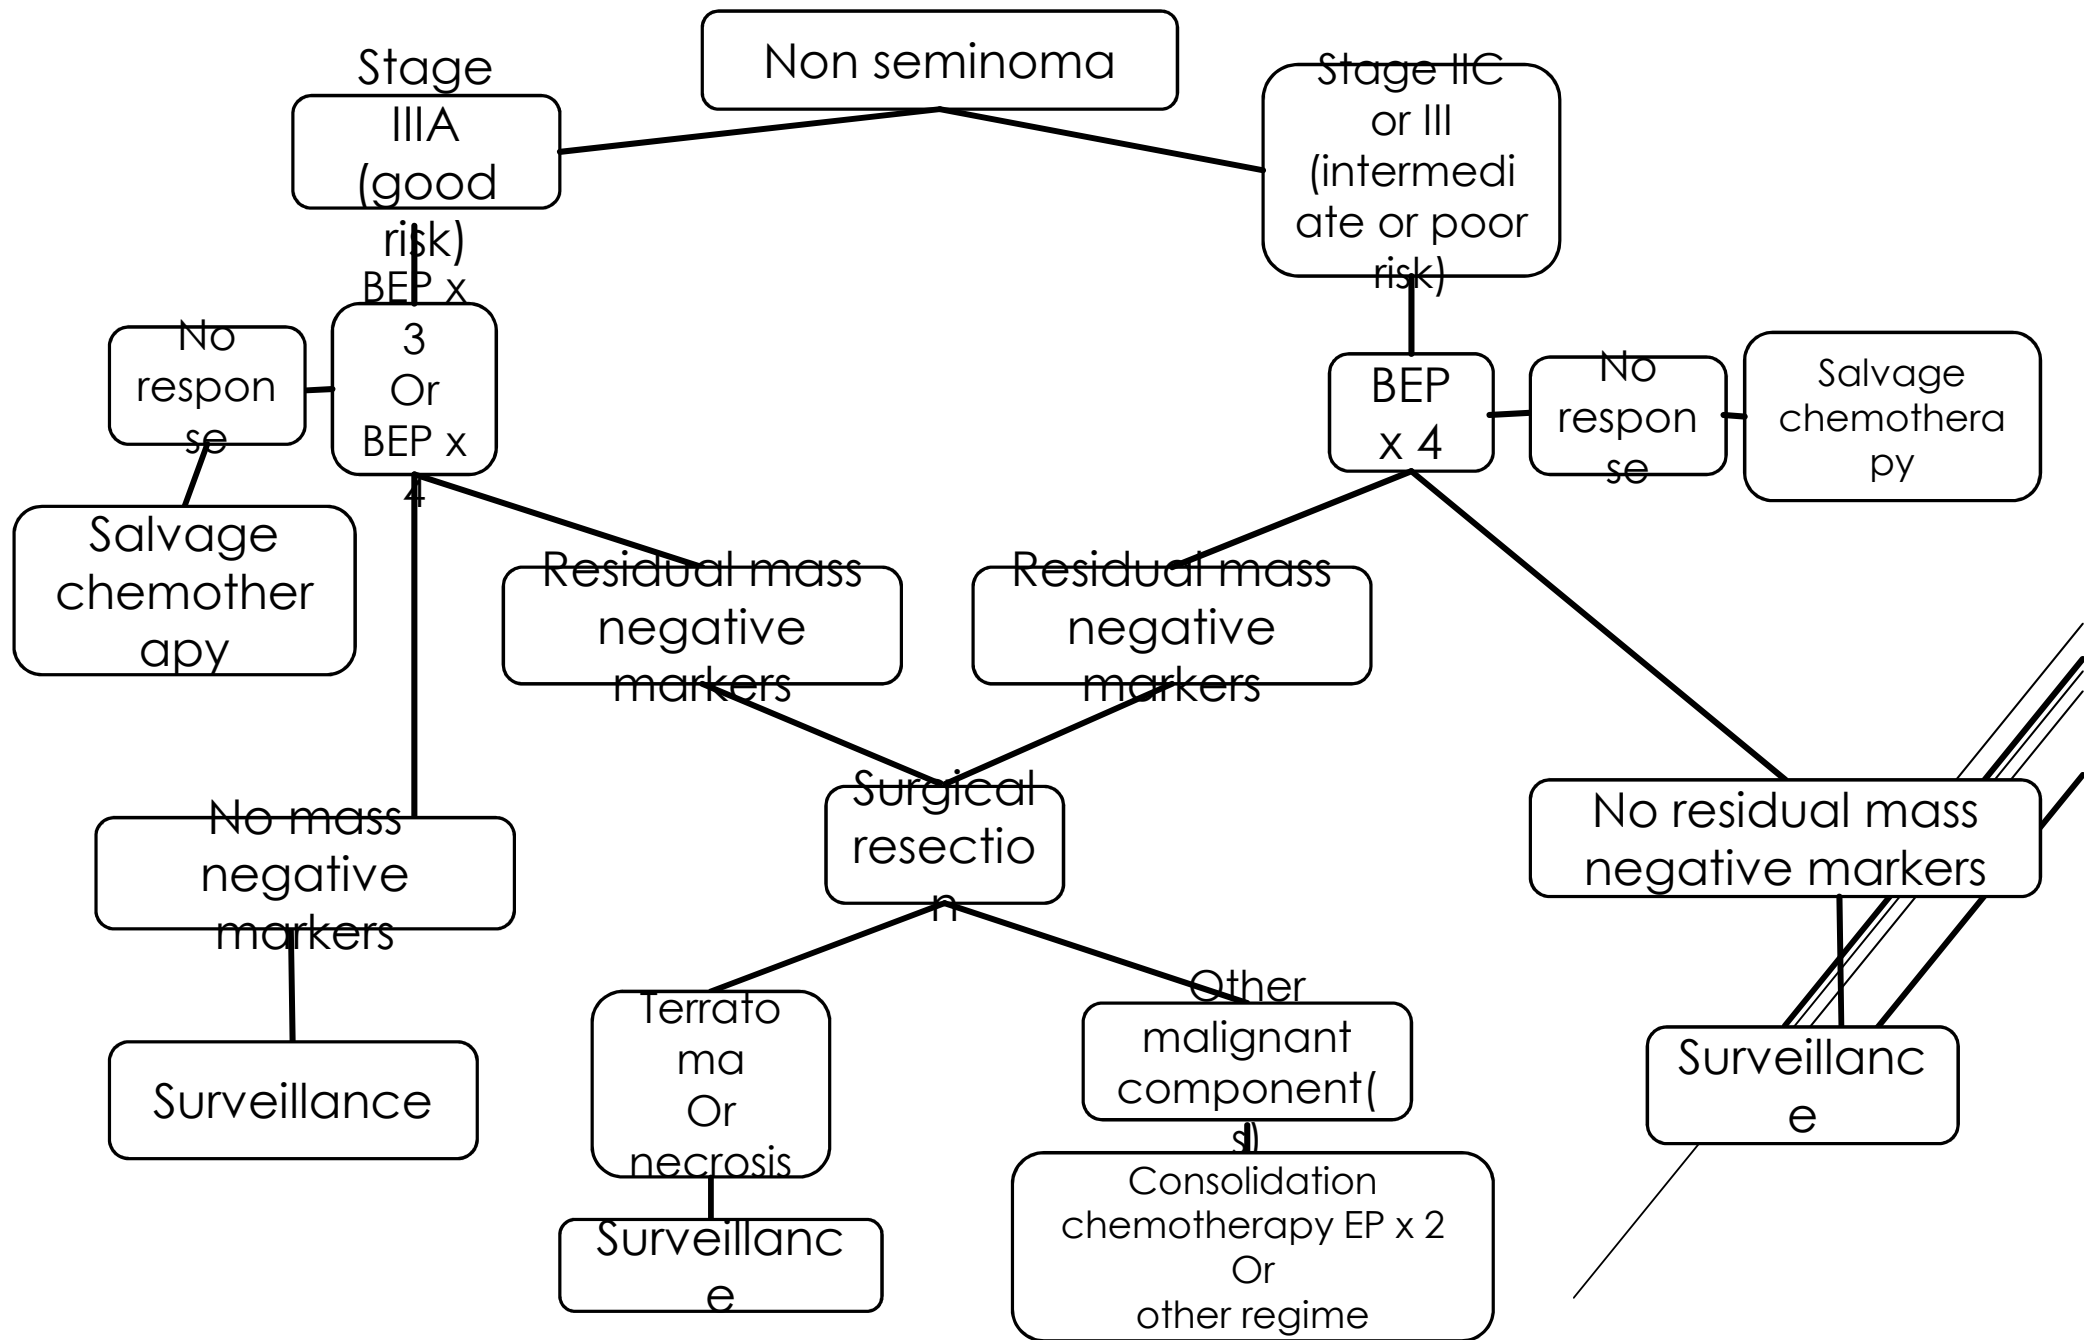 Non seminoma
Stage
IIIA
(good
risk)
Stage IIC
or III
(intermedi
ate or poor
risk)
BEP x
3
Or
BEP x
4
No
respon
se
Salvage
chemother
apy
BEP
x 4
No
respon
se
Salvage
chemothera
py
Residual mass
negative
markers
Residual mass
negative
markers
No mass
negative
markers
Surgical
resectio
n
No residual mass
negative markers
Surveillance
Terrato
ma
Or
necrosis
Other
malignant
component(
s)
Surveillanc
e
Surveillanc
e
Consolidation
chemotherapy EP x 2
Or
other regime